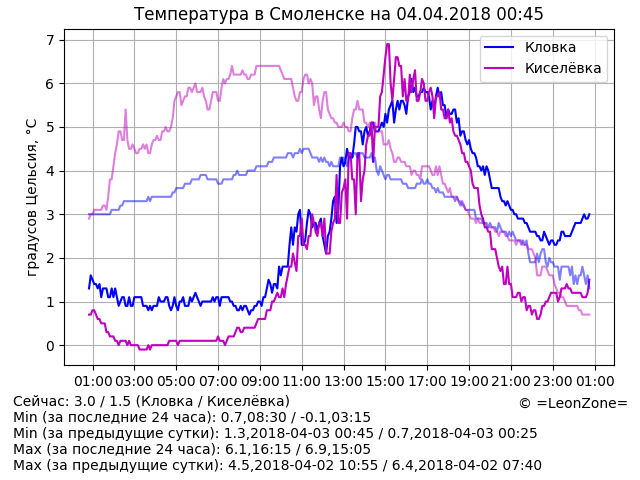 Температура в Смоленске на 04.04.2018 00:45
градусов Цельсия, °C
7
6
5
4
3
2
1
0
Кловка
Киселёвка
01:00 03:00 05:00 07:00 09:00 11:00 13:00 15:00 17:00 19:00 21:00 23:00 01:00
Сейчас: 3.0 / 1.5 (Кловка / Киселёвка)
© =LeonZone=
Min (за последние 24 часа): 0.7,08:30 / -0.1,03:15
Min (за предыдущие сутки): 1.3,2018-04-03 00:45 / 0.7,2018-04-03 00:25
Max (за последние 24 часа): 6.1,16:15 / 6.9,15:05
Max (за предыдущие сутки): 4.5,2018-04-02 10:55 / 6.4,2018-04-02 07:40